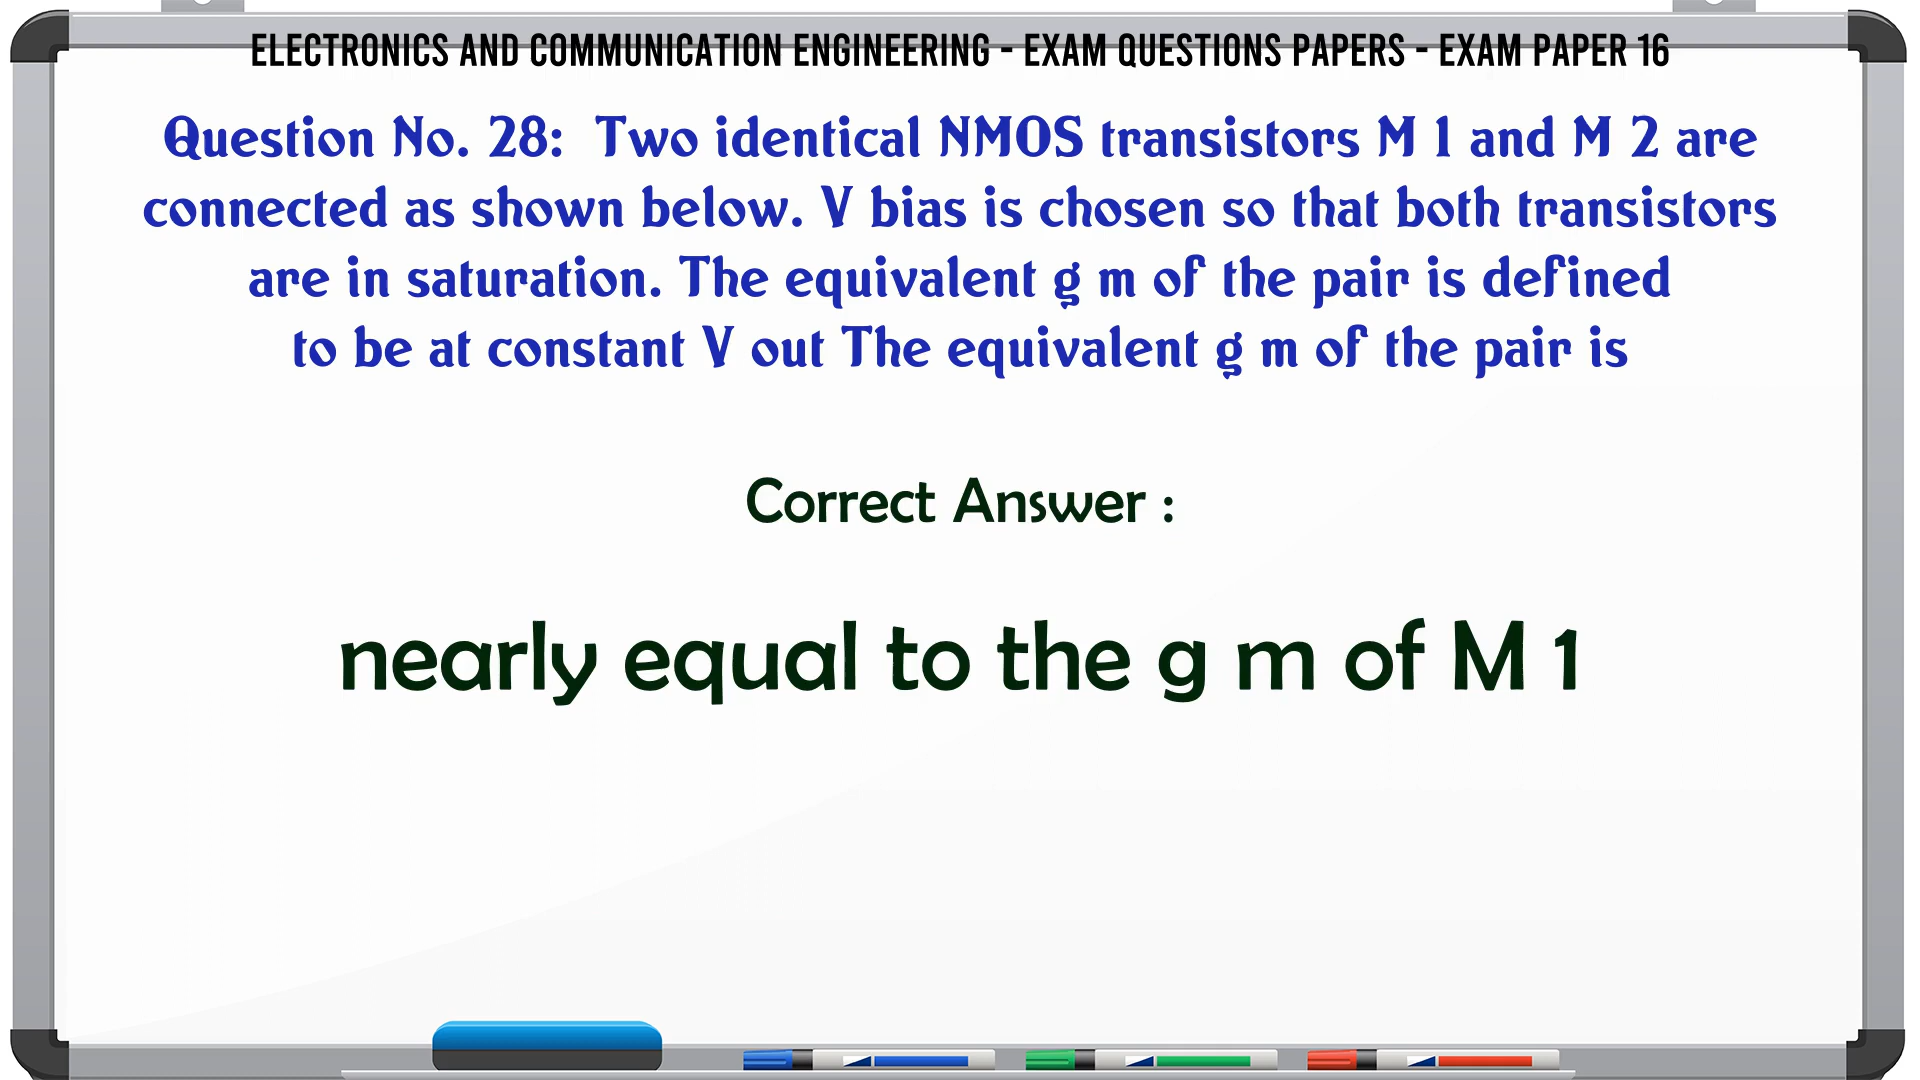 ELECTRONICS AND COMMUNICATION ENGINEERING - EXAM QUESTIONS PAPERS - EXAM PAPER 16
Question No. 28: Two identical NMOS transistors M 1 and M 2 are
connected as shown below. V bias is chosen so that both transistors
are in saturation. The equivalent g m of the pair is defined
to be at constant V out The equivalent g m of the pair is
Correct Answer :
nearly equal to the g m of M 1